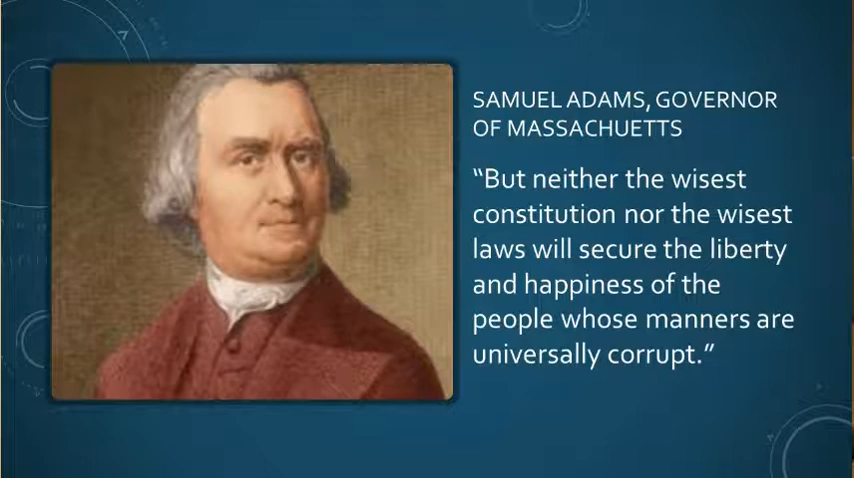 SAMUEL ADAMS, GOVERNOR
OF MASSACHUETTS
“But neither the wisest
constitution nor the wisest
laws will secure the liberty
and happiness of the
people whose manners are
universally corrupt.”